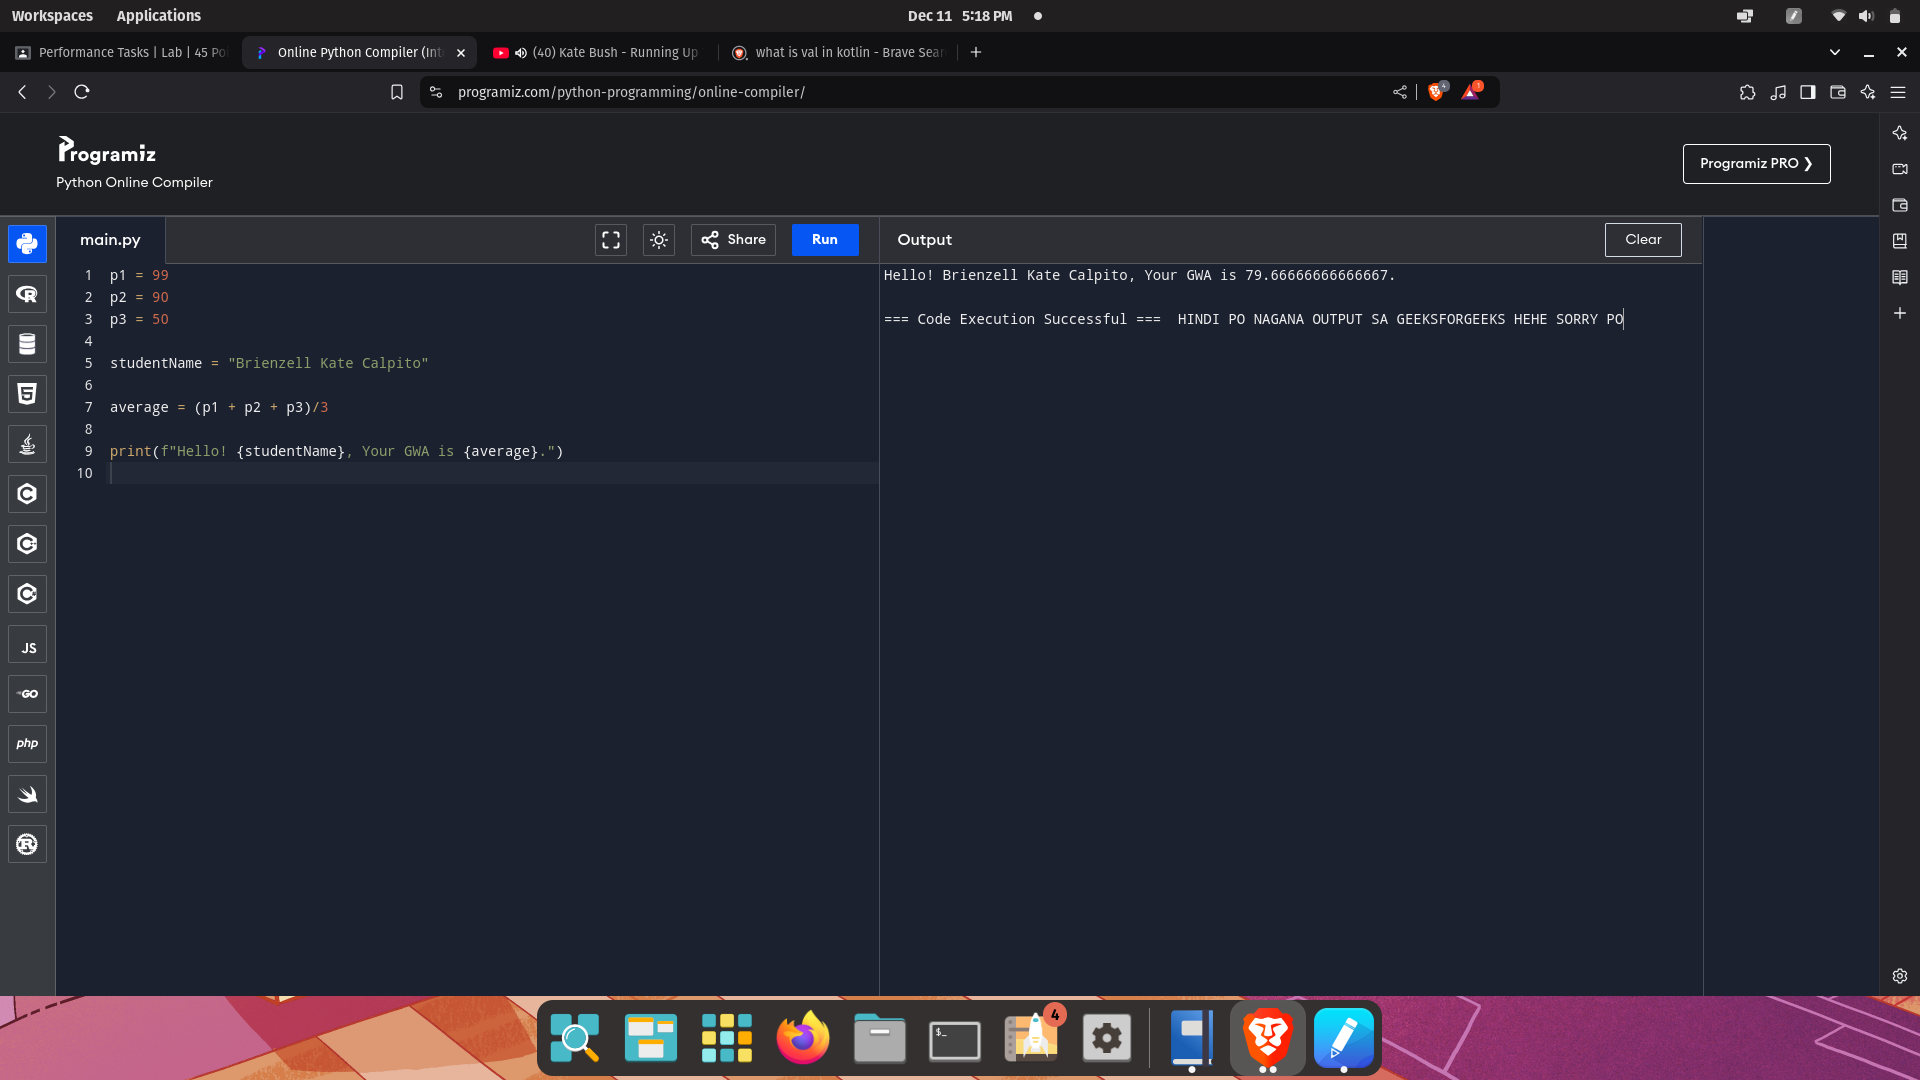 Workspaces Applications Dec 11 5:18 PM
Performance Tasks | Lab | 45 Poi
Online Python Compiler (Int
(40) Kate Bush - Running Up
what is val in kotlin - Brave Sear
programiz.com/python-programming/online-compiler/
4
1
Programiz
Python Online Compiler
Programiz PRO ❯
main.py
Share
Run
Output
Clear
1 p1 = 99
2 p2 = 90
3 p3 = 50
4
5 studentName = "Brienzell Kate Calpito"
6
7 average = (p1 + p2 + p3)/3
8
9 print(f"Hello! {studentName}, Your GWA is {average}.")
10
Hello! Brienzell Kate Calpito, Your GWA is 79.66666666666667.
=== Code Execution Successful === HINDI PO NAGANA OUTPUT SA GEEKSFORGEEKS HEHE SORRY PO
JS
GO
php
$_
4